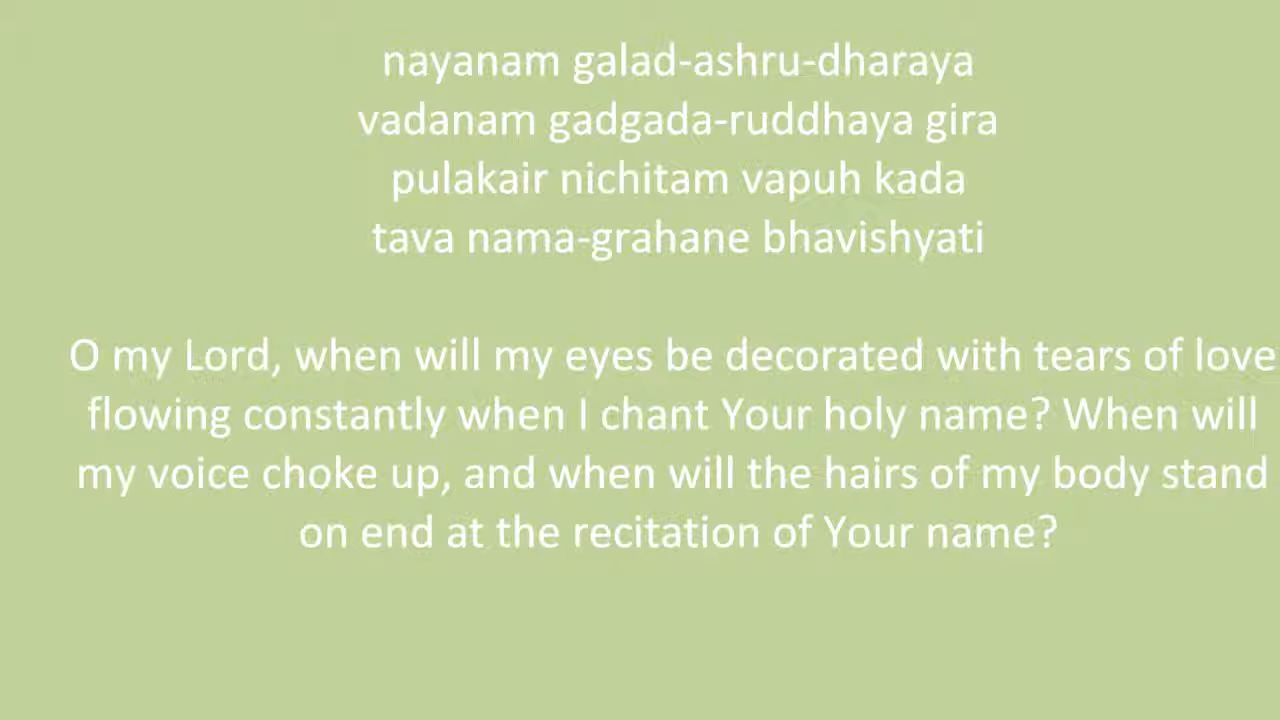 nayanam galad-ashru-dharaya
vadanam gadgada-ruddhaya gira
pulakair nichitam vapuh kada
tava nama-grahane bhavishyati
O my Lord, when will my eyes be decorated with tears of love
flowing constantly when I chant Your holy name? When will
my voice choke up, and when will the hairs of my body stand
on end at the recitation of Your name?